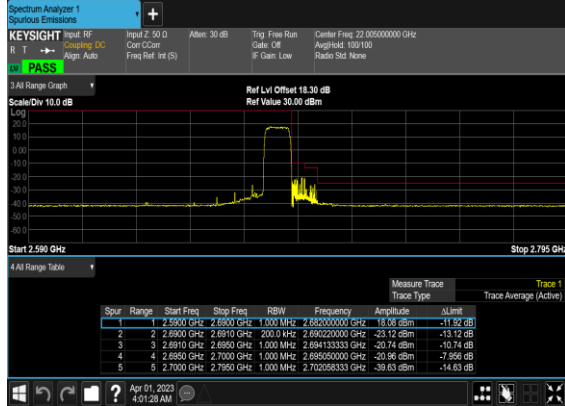 Spectrum Analyzer 1
Spurious Emissions
+
KEYSIGHT Input: RF Input Z: 50 Ω Atten: 30 dB Trig: Free Run Center Freq: 22.005000000 GHz
R T Coupling: DC Corr CCorr Gate: Off Avg|Hold: 100/100
Align: Auto Freq Ref: Int (S) IF Gain: Low Radio Std: None
PASS
3 All Range Graph
Ref Lvl Offset 18.30 dB
Scale/Div 10.0 dB Ref Value 30.00 dBm
Log
20.0
10.0
0.00
-10.0
-20.0
-30.0
-40.0
-50.0
-60.0
Start 2.590 GHz Stop 2.795 GHz
4 All Range Table
Measure Trace Trace 1
Trace Type Trace Average (Active)
Spur Range Start Freq Stop Freq RBW Frequency Amplitude ΔLimit
1 1 2.5900 GHz 2.6900 GHz 1.000 MHz 2.682000000 GHz 18.08 dBm -11.92 dB
2 2 2.6900 GHz 2.6910 GHz 200.0 kHz 2.690220000 GHz -23.12 dBm -13.12 dB
3 3 2.6910 GHz 2.6950 GHz 1.000 MHz 2.694133333 GHz -20.74 dBm -10.74 dB
4 4 2.6950 GHz 2.7000 GHz 1.000 MHz 2.695050000 GHz -20.96 dBm -7.956 dB
5 5 2.7000 GHz 2.7950 GHz 1.000 MHz 2.702058333 GHz -39.63 dBm -14.63 dB
? Apr 01, 2023
4:01:28 AM